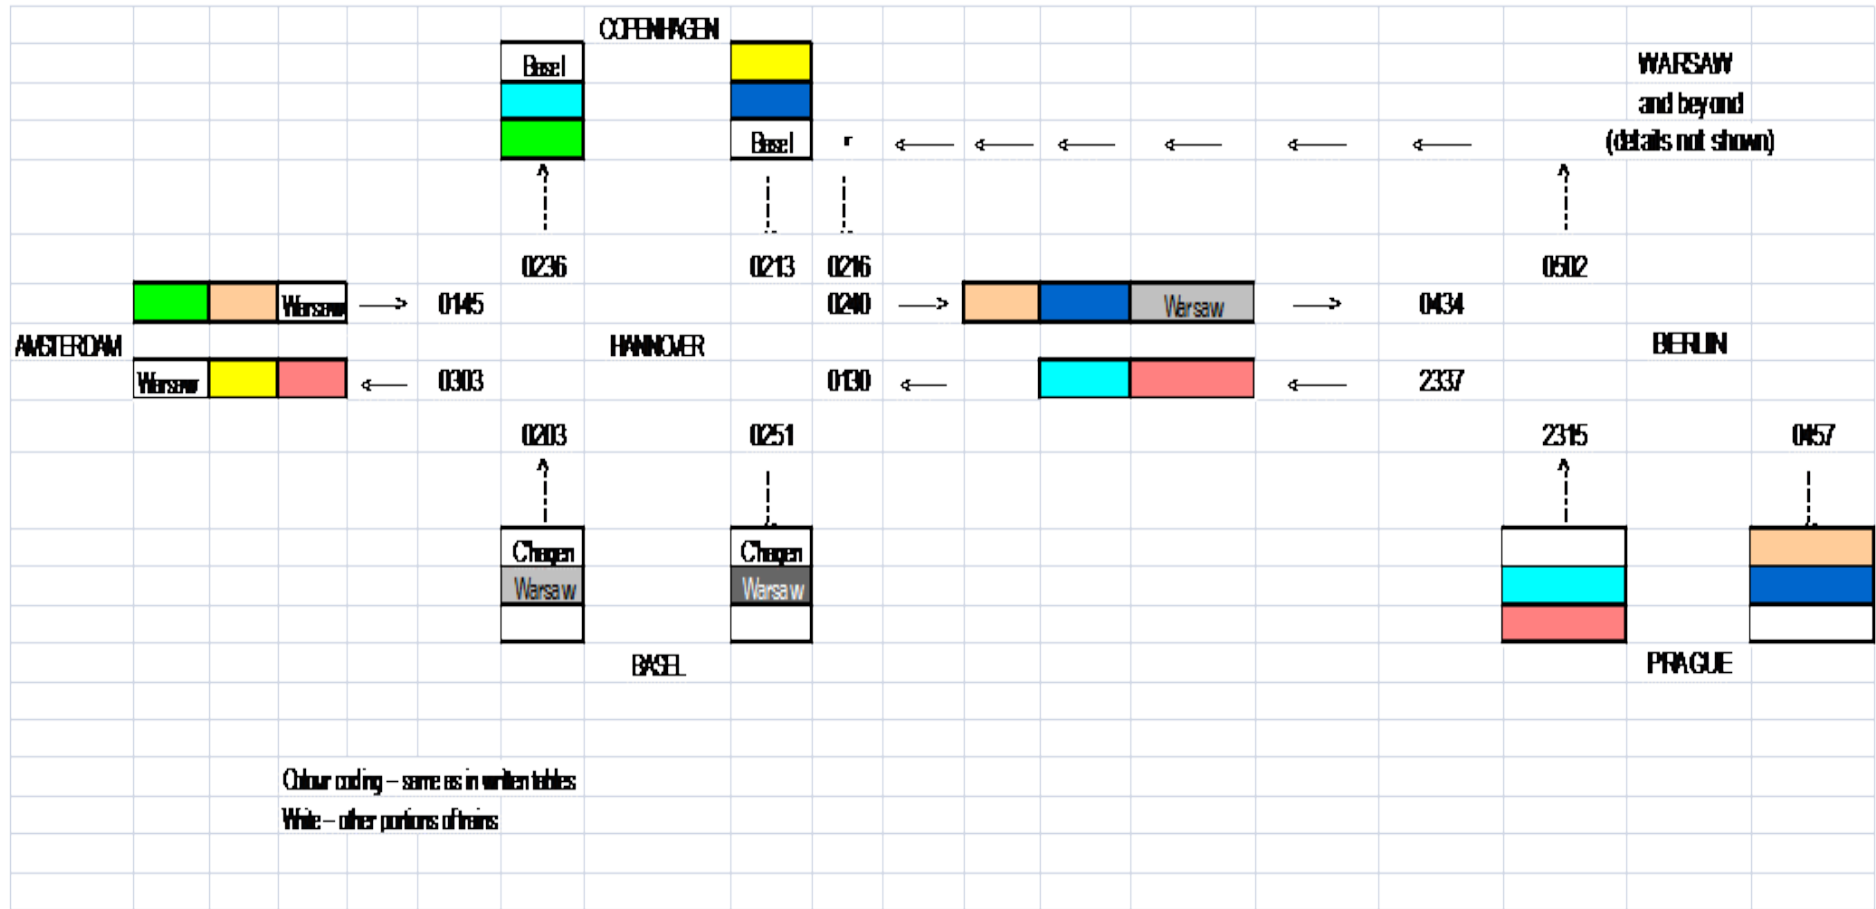 COPENHAGEN
Basel
WARSAW
and beyond
Basel
(details not shown)
0236
0213
0216
0502
Warsaw
0145
0240
Warsaw
0434
AMSTERDAM
HANNOVER
BERLIN
Warsaw
0303
0130
2337
0203
0251
2315
0457
C'hagen
C'hagen
Warsaw
Warsaw
BASEL
PRAGUE
Colour coding – same as in written tables
White – other portions of trains